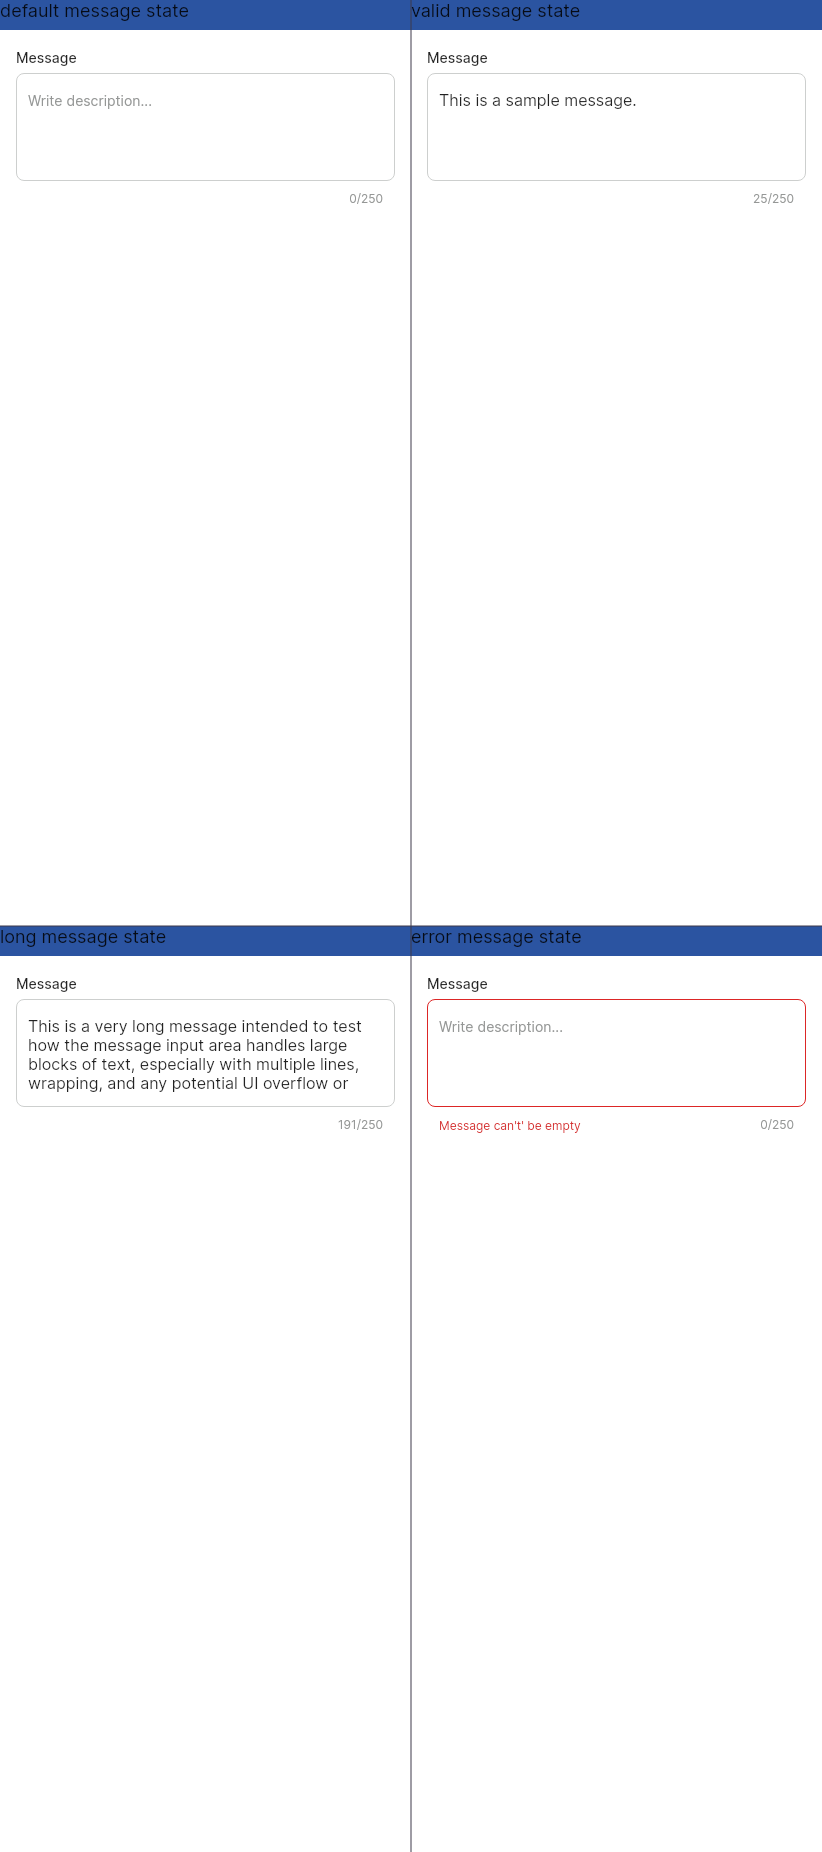 default message state
Message
Write description...
0/250
valid message state
Message
This is a sample message.
25/250
long message state
Message
This is a very long message intended to test
how the message input area handles large
blocks of text, especially with multiple lines,
wrapping, and any potential UI overflow or
191/250
error message state
Message
Write description...
Message can't' be empty
0/250